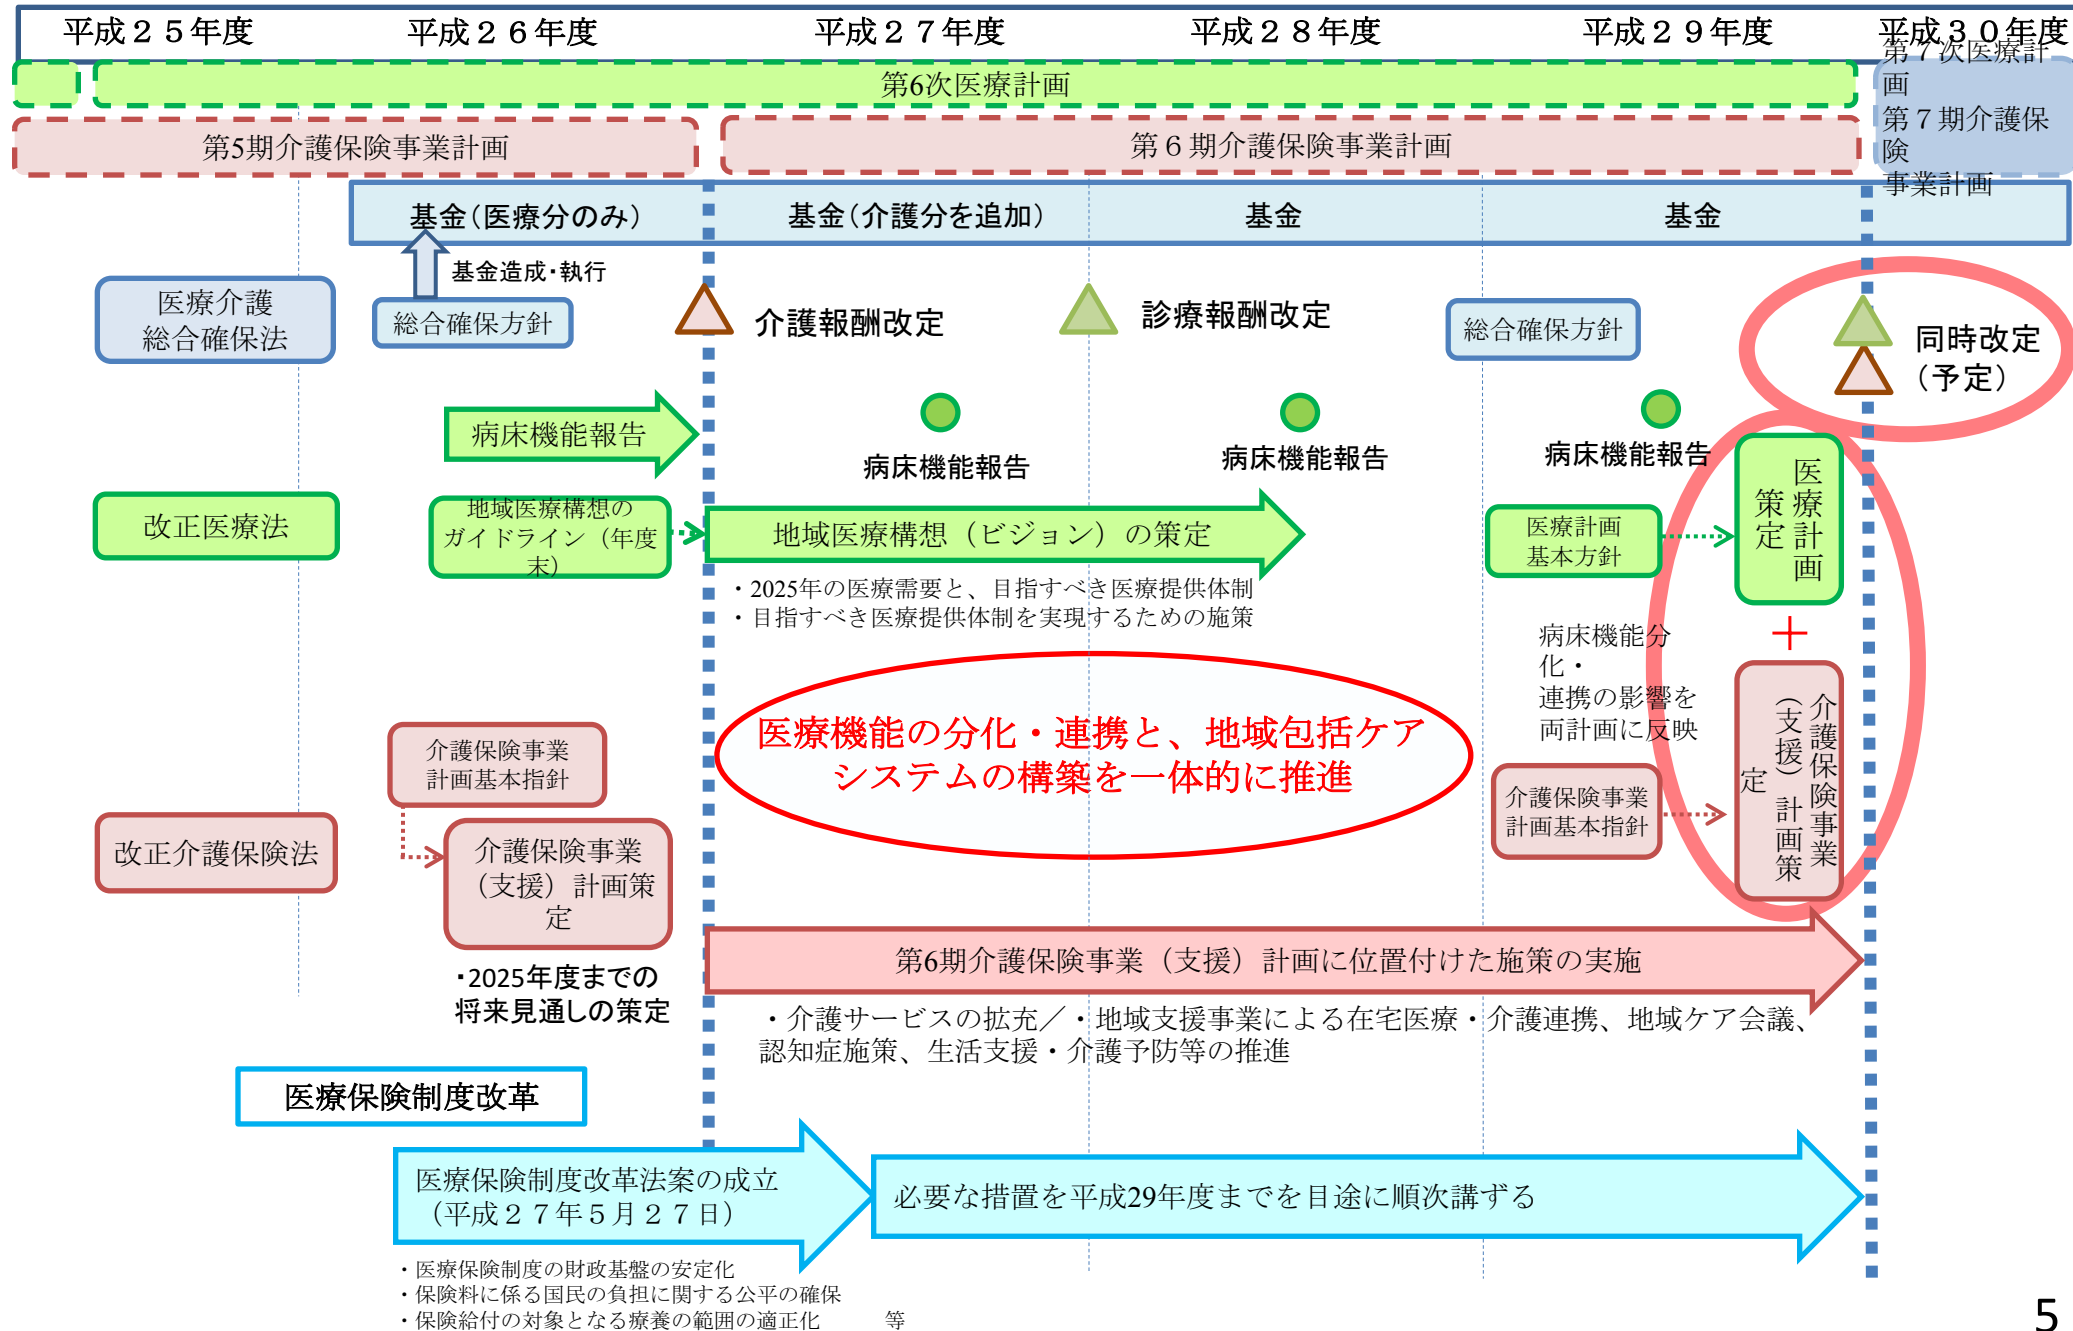 平成２５年度
平成２６年度
平成２７年度
平成２８年度
平成２９年度
平成３０年度
第6次医療計画
第７次医療計
画
第７期介護保
険
事業計画
第5期介護保険事業計画
第６期介護保険事業計画
基金（医療分のみ）
基金（介護分を追加）
基金
基金
基金造成・執行
医療介護
総合確保法
総合確保方針
介護報酬改定
診療報酬改定
総合確保方針
同時改定
（予定）
病床機能報告
病床機能報告
病床機能報告
病床機能報告
改正医療法
地域医療構想の
ガイドライン（年度
末）
地域医療構想（ビジョン）の策定
医療計画
基本方針
医療計画
策定
・2025年の医療需要と、目指すべき医療提供体制
・目指すべき医療提供体制を実現するための施策
＋
病床機能分
化・
連携の影響を
両計画に反映
医療機能の分化・連携と、地域包括ケア
システムの構築を一体的に推進
介護保険事業
計画基本指針
介護保険事業
計画基本指針
介護保険事業
（支援）計画策
定
改正介護保険法
介護保険事業
（支援）計画策
定
・2025年度までの
将来見通しの策定
第6期介護保険事業（支援）計画に位置付けた施策の実施
・介護サービスの拡充／・地域支援事業による在宅医療・介護連携、地域ケア会議、
認知症施策、生活支援・介護予防等の推進
医療保険制度改革
医療保険制度改革法案の成立
（平成２７年５月２７日）
必要な措置を平成29年度までを目途に順次講ずる
・医療保険制度の財政基盤の安定化
・保険料に係る国民の負担に関する公平の確保
・保険給付の対象となる療養の範囲の適正化　　　等
5